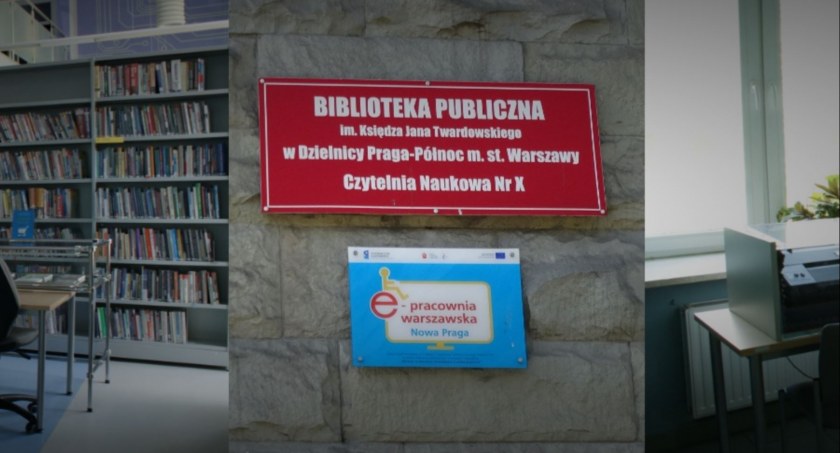 BIBLIOTEKA PUBLICZNA
im. Księdza Jana Twardowskiego
w Dzielnicy Praga-Północ m. st. Warszawy
Czytelnia Naukowa Nr X
e - pracownia
warszawska
Nowa Praga